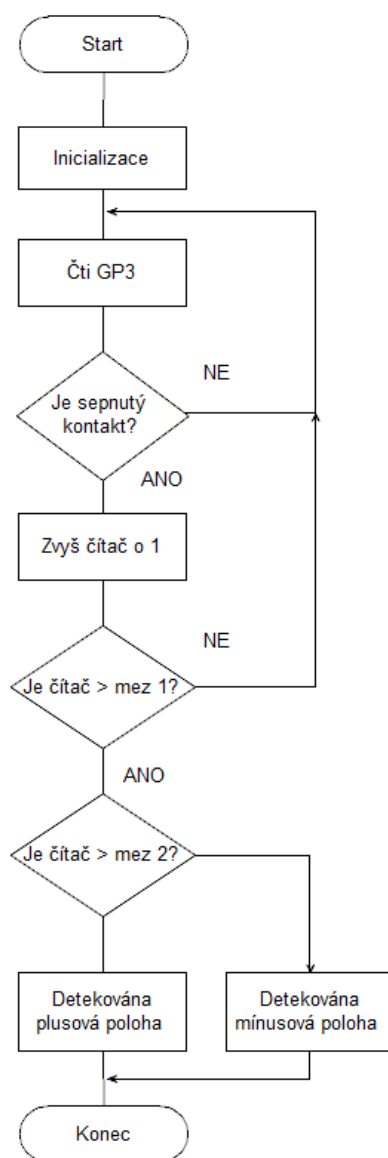 Start
Inicializace
Čti GP3
NE
Je sepnutý
kontakt?
ANO
Zvyš čítač o 1
NE
Je čítač > mez 1?
ANO
Je čítač > mez 2?
Detekována
plusová poloha
Detekována
mínusová poloha
Konec